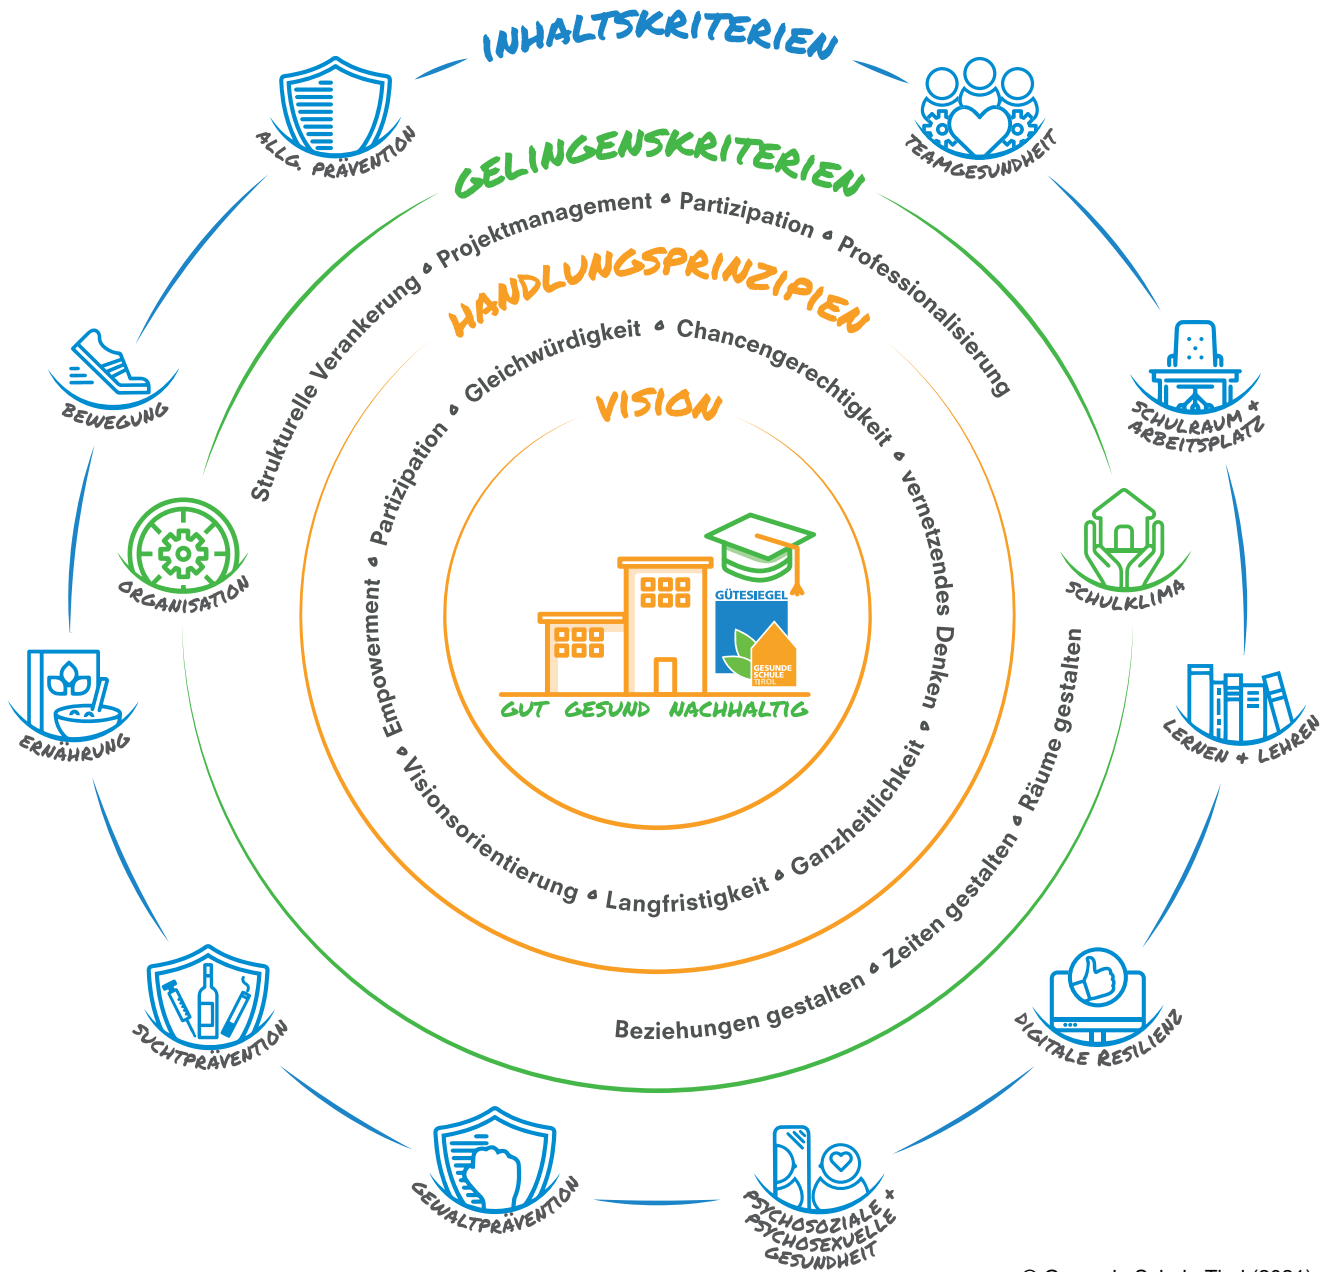 INHALTSKRITERIEN
ALLG. PRÄVENTION
TEAMGESUNDHEIT
GELINGENSKRITERIEN
Strukturelle Verankerung • Projektmanagement • Partizipation • Professionalisierung
HANDLUNGSPRINZIPIEN
Empowerment • Partizipation • Gleichwürdigkeit • Chancengerechtigkeit • vernetzendes Denken
• Visionsorientierung • Langfristigkeit • Ganzheitlichkeit •
VISION
BEWEGUNG
SCHULRAUM +
ARBEITSPLATZ
ORGANISATION
SCHULKLIMA
GÜTESIEGEL
GESUNDE
SCHULE
TIROL
GUT GESUND NACHHALTIG
Beziehungen gestalten • Zeiten gestalten • Räume gestalten
ERNÄHRUNG
LERNEN + LEHREN
SUCHTPRÄVENTION
DIGITALE RESILIENZ
GEWALTPRÄVENTION
PSYCHOSOZIALE +
PSYCHOSEXUELLE
GESUNDHEIT